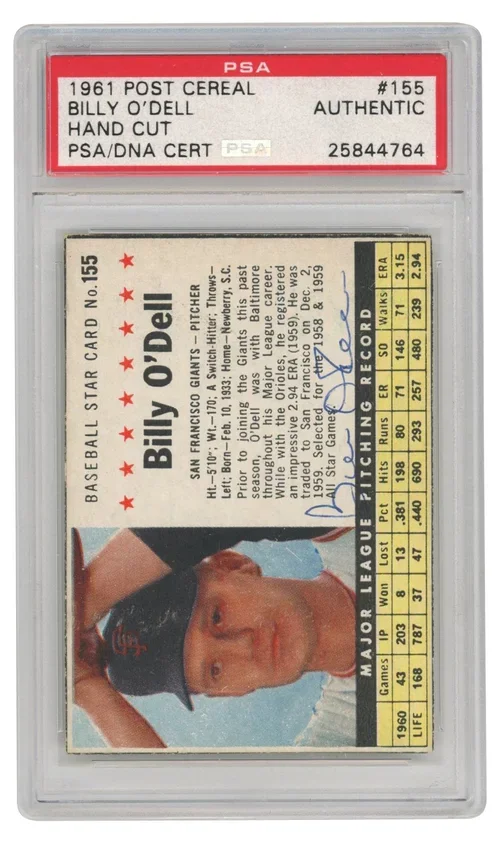 PSA
1961 POST CEREAL #155
BILLY O'DELL AUTHENTIC
HAND CUT
PSA/DNA CERT PSA 25844764
BASEBALL STAR CARD No. 155
★ ★ ★ ★ ★ ★ ★ ★
Billy O'Dell
SAN FRANCISCO GIANTS – PITCHER
Ht.–5'10"; Wt.–170; A Switch-Hitter; Throws–
Left; Born–Feb. 10, 1933; Home–Newberry, S.C.
Prior to joining the Giants this past
season, O'Dell was with Baltimore
throughout his Major League career.
While with the Orioles, he registered
an impressive 2.94 ERA (1959). He was
traded to San Francisco on Dec. 2,
1959. Selected for the 1958 & 1959
All Star Games.
Billy O'Dell
MAJOR LEAGUE PITCHING RECORD
Games IP Won Lost Pct Hits Runs ER SO Walks ERA
1960 43 203 8 13 .381 198 80 71 146 71 3.15
LIFE 168 787 37 47 .440 690 293 257 480 239 2.94